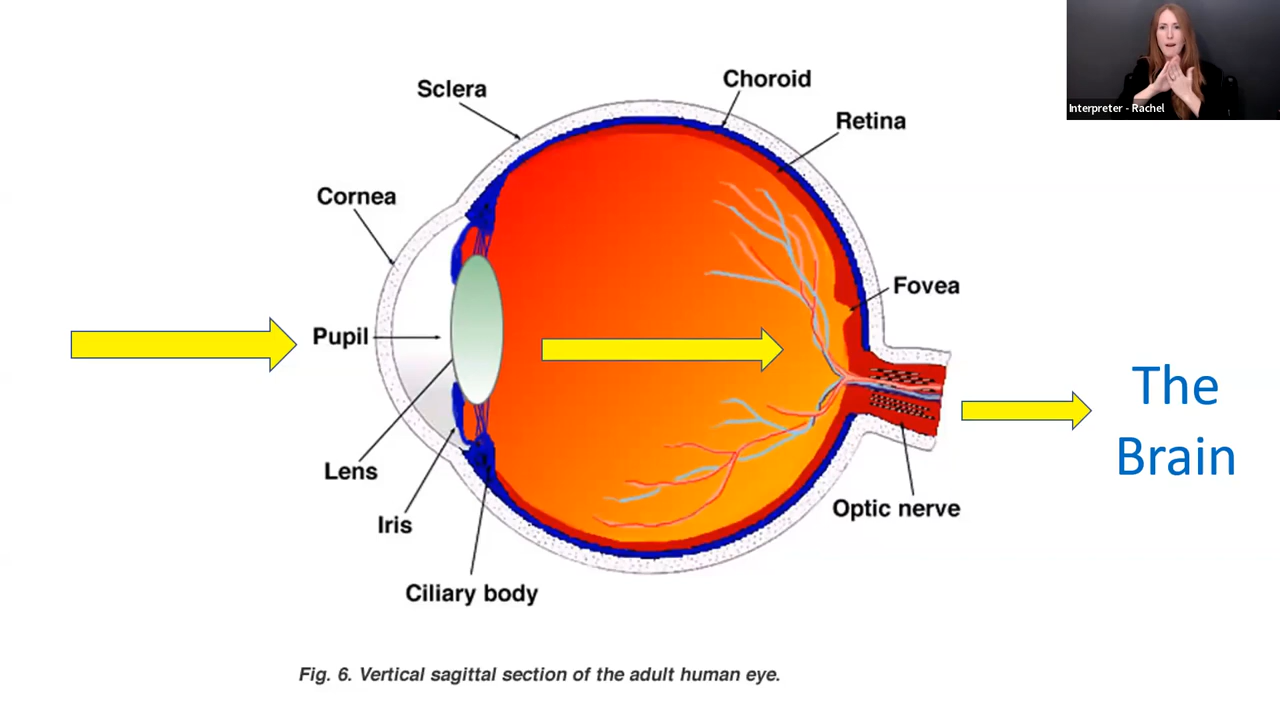 Interpreter - Rachel
Choroid
Sclera
Retina
Cornea
Fovea
Pupil
The
Brain
Lens
Optic nerve
Iris
Ciliary body
Fig. 6. Vertical sagittal section of the adult human eye.